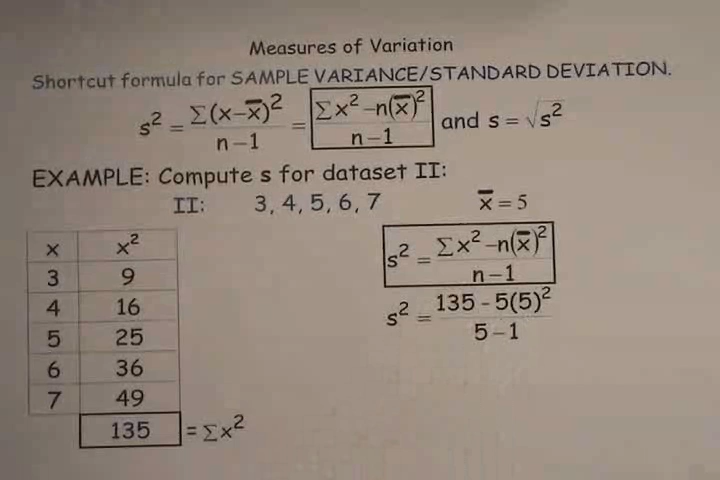 Measures of Variation
Shortcut formula for SAMPLE VARIANCE/STANDARD DEVIATION.
s² = Σ(x–x̅)² / n–1 = Σx² –n(x̅)² / n–1 and s = √s²
EXAMPLE: Compute s for dataset II:
II: 3, 4, 5, 6, 7 x̅ = 5
s² = Σx² –n(x̅)² / n–1
s² = 135 - 5(5)² / 5–1
x x²
3 9
4 16
5 25
6 36
7 49
135 = Σx²